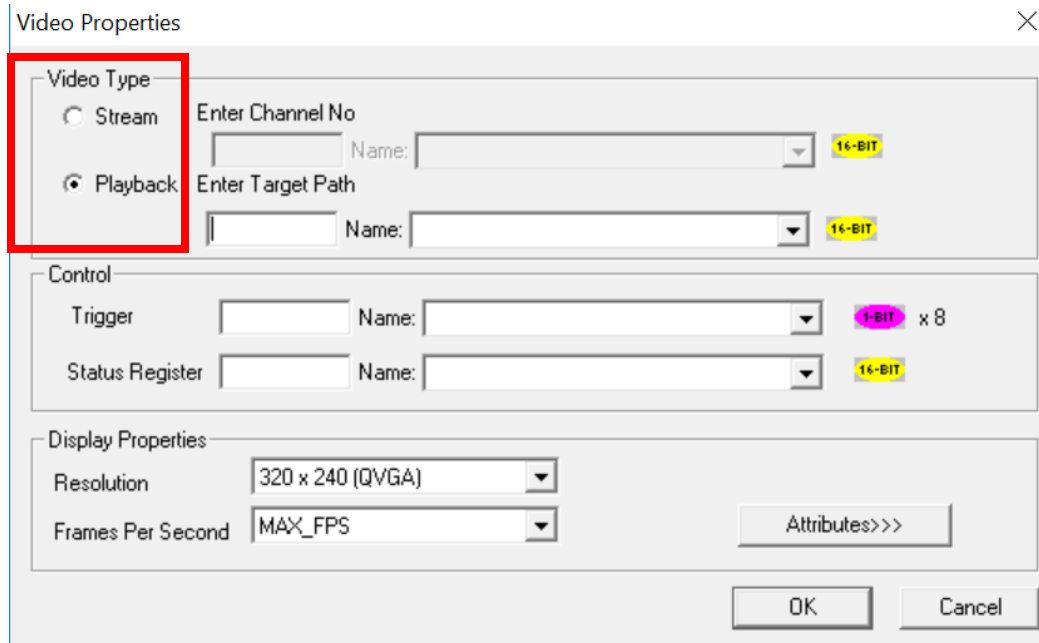 Video Properties
Video Type
Stream
Enter Channel No
Name:
16-BIT
Playback
Enter Target Path
Name:
16-BIT
Control
Trigger
Name:
1-BIT
x 8
Status Register
Name:
16-BIT
Display Properties
Resolution
320 x 240 (QVGA)
Frames Per Second
MAX_FPS
Attributes>>>
OK
Cancel